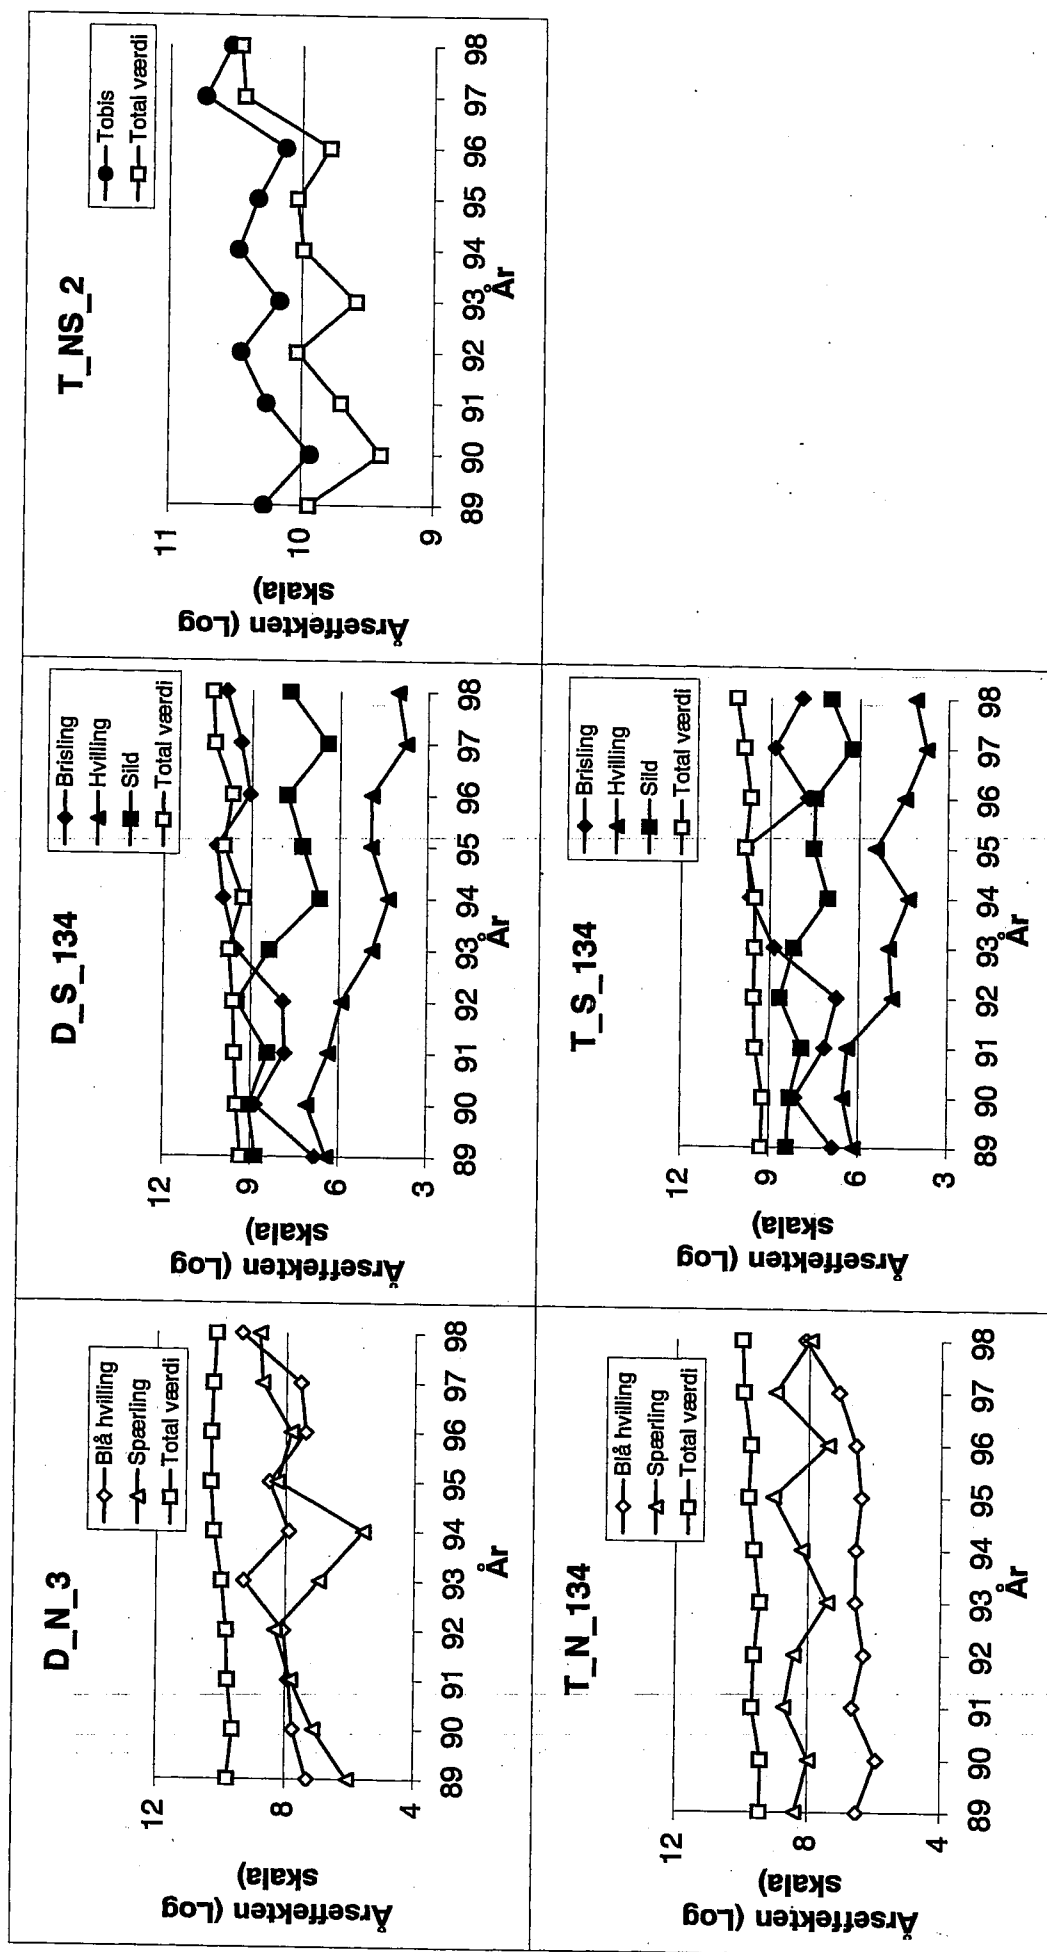 D_N_3
Årseffekten (Log
skala)
12
8
4
89 90 91 92 93 94 95 96 97 98
År
Blå hvilling
Spærling
Total værdi
D_S_134
Årseffekten (Log
skala)
12
9
6
3
89 90 91 92 93 94 95 96 97 98
År
Brisling
Hvilling
Sild
Total værdi
T_NS_2
Årseffekten (Log
skala)
11
10
9
89 90 91 92 93 94 95 96 97 98
År
Tobis
Total værdi
T_N_134
Årseffekten (Log
skala)
12
8
4
89 90 91 92 93 94 95 96 97 98
År
Blå hvilling
Spærling
Total værdi
T_S_134
Årseffekten (Log
skala)
12
9
6
3
89 90 91 92 93 94 95 96 97 98
År
Brisling
Hvilling
Sild
Total værdi